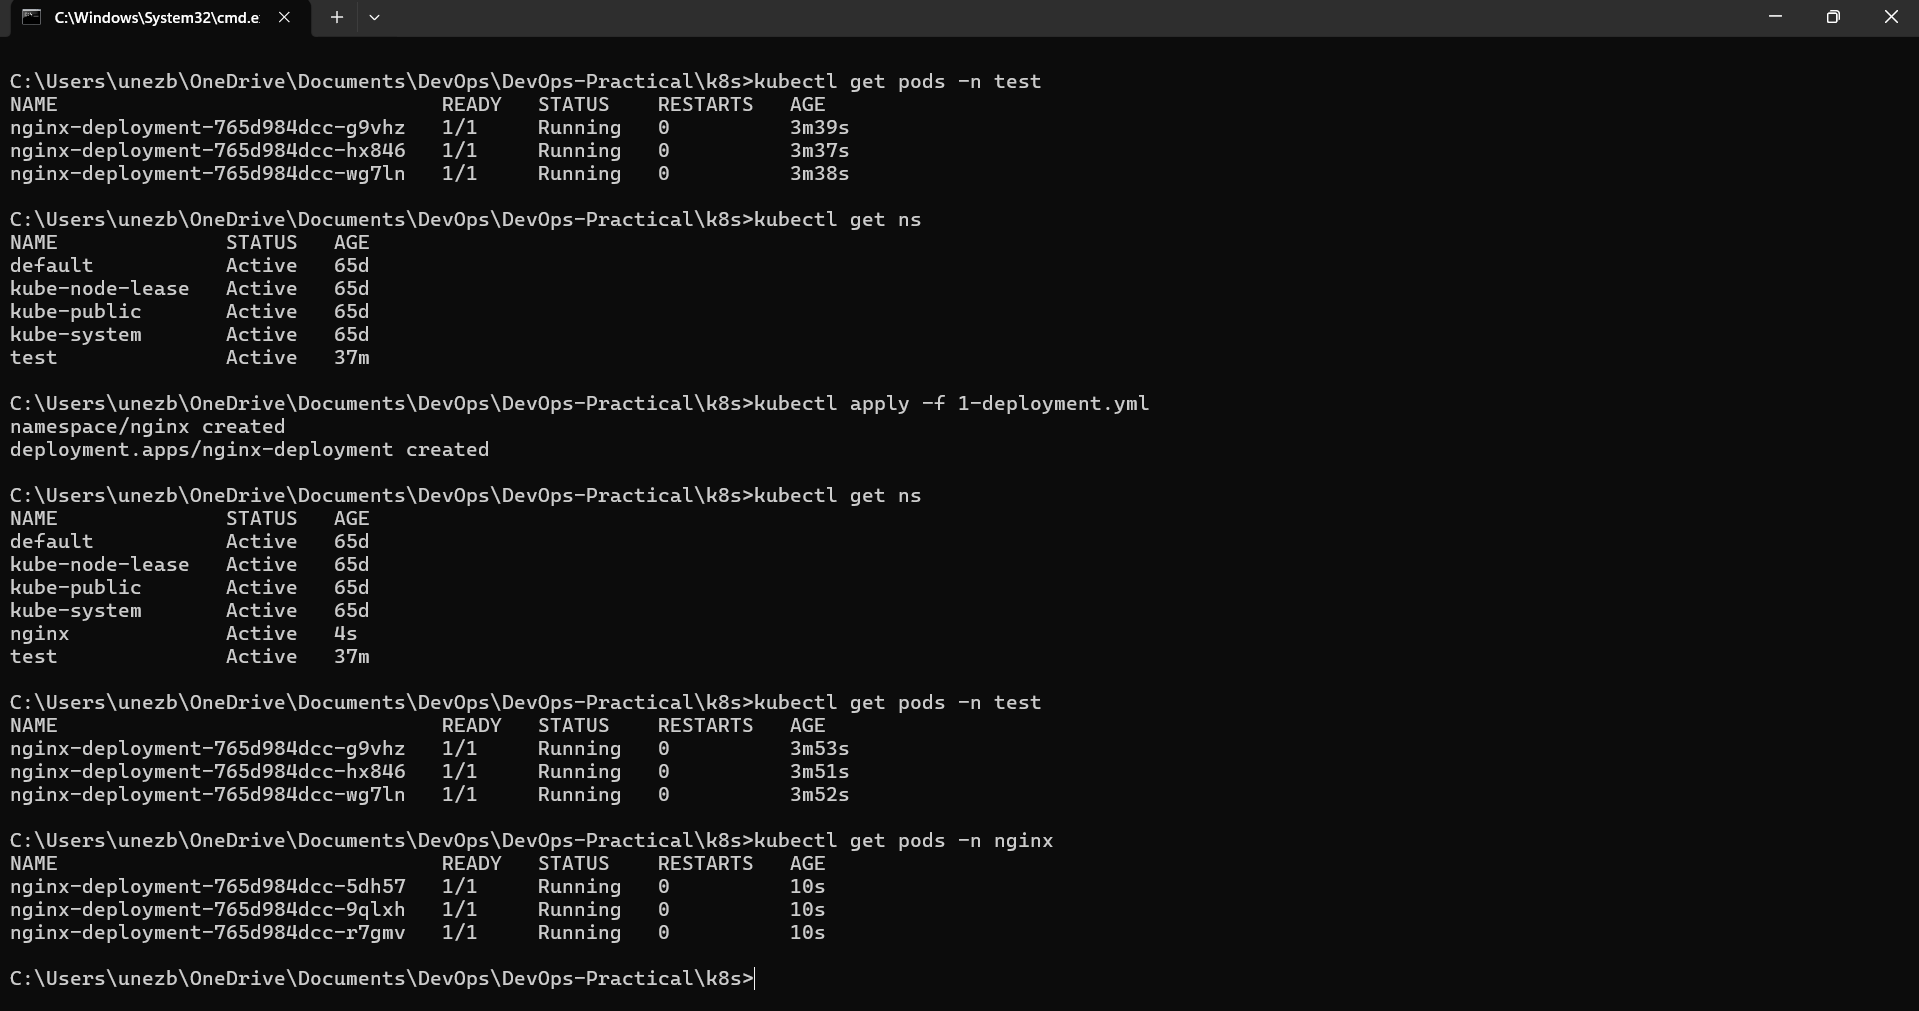 C:\Windows\System32\cmd.e
C:\Users\unezb\OneDrive\Documents\DevOps\DevOps-Practical\k8s>kubectl get pods -n test
NAME                                READY   STATUS    RESTARTS   AGE
nginx-deployment-765d984dcc-g9vhz   1/1     Running   0          3m39s
nginx-deployment-765d984dcc-hx846   1/1     Running   0          3m37s
nginx-deployment-765d984dcc-wg7ln   1/1     Running   0          3m38s
C:\Users\unezb\OneDrive\Documents\DevOps\DevOps-Practical\k8s>kubectl get ns
NAME              STATUS   AGE
default           Active   65d
kube-node-lease   Active   65d
kube-public       Active   65d
kube-system       Active   65d
test              Active   37m
C:\Users\unezb\OneDrive\Documents\DevOps\DevOps-Practical\k8s>kubectl apply -f 1-deployment.yml
namespace/nginx created
deployment.apps/nginx-deployment created
C:\Users\unezb\OneDrive\Documents\DevOps\DevOps-Practical\k8s>kubectl get ns
NAME              STATUS   AGE
default           Active   65d
kube-node-lease   Active   65d
kube-public       Active   65d
kube-system       Active   65d
nginx             Active   4s
test              Active   37m
C:\Users\unezb\OneDrive\Documents\DevOps\DevOps-Practical\k8s>kubectl get pods -n test
NAME                                READY   STATUS    RESTARTS   AGE
nginx-deployment-765d984dcc-g9vhz   1/1     Running   0          3m53s
nginx-deployment-765d984dcc-hx846   1/1     Running   0          3m51s
nginx-deployment-765d984dcc-wg7ln   1/1     Running   0          3m52s
C:\Users\unezb\OneDrive\Documents\DevOps\DevOps-Practical\k8s>kubectl get pods -n nginx
NAME                                READY   STATUS    RESTARTS   AGE
nginx-deployment-765d984dcc-5dh57   1/1     Running   0          10s
nginx-deployment-765d984dcc-9qlxh   1/1     Running   0          10s
nginx-deployment-765d984dcc-r7gmv   1/1     Running   0          10s
C:\Users\unezb\OneDrive\Documents\DevOps\DevOps-Practical\k8s>